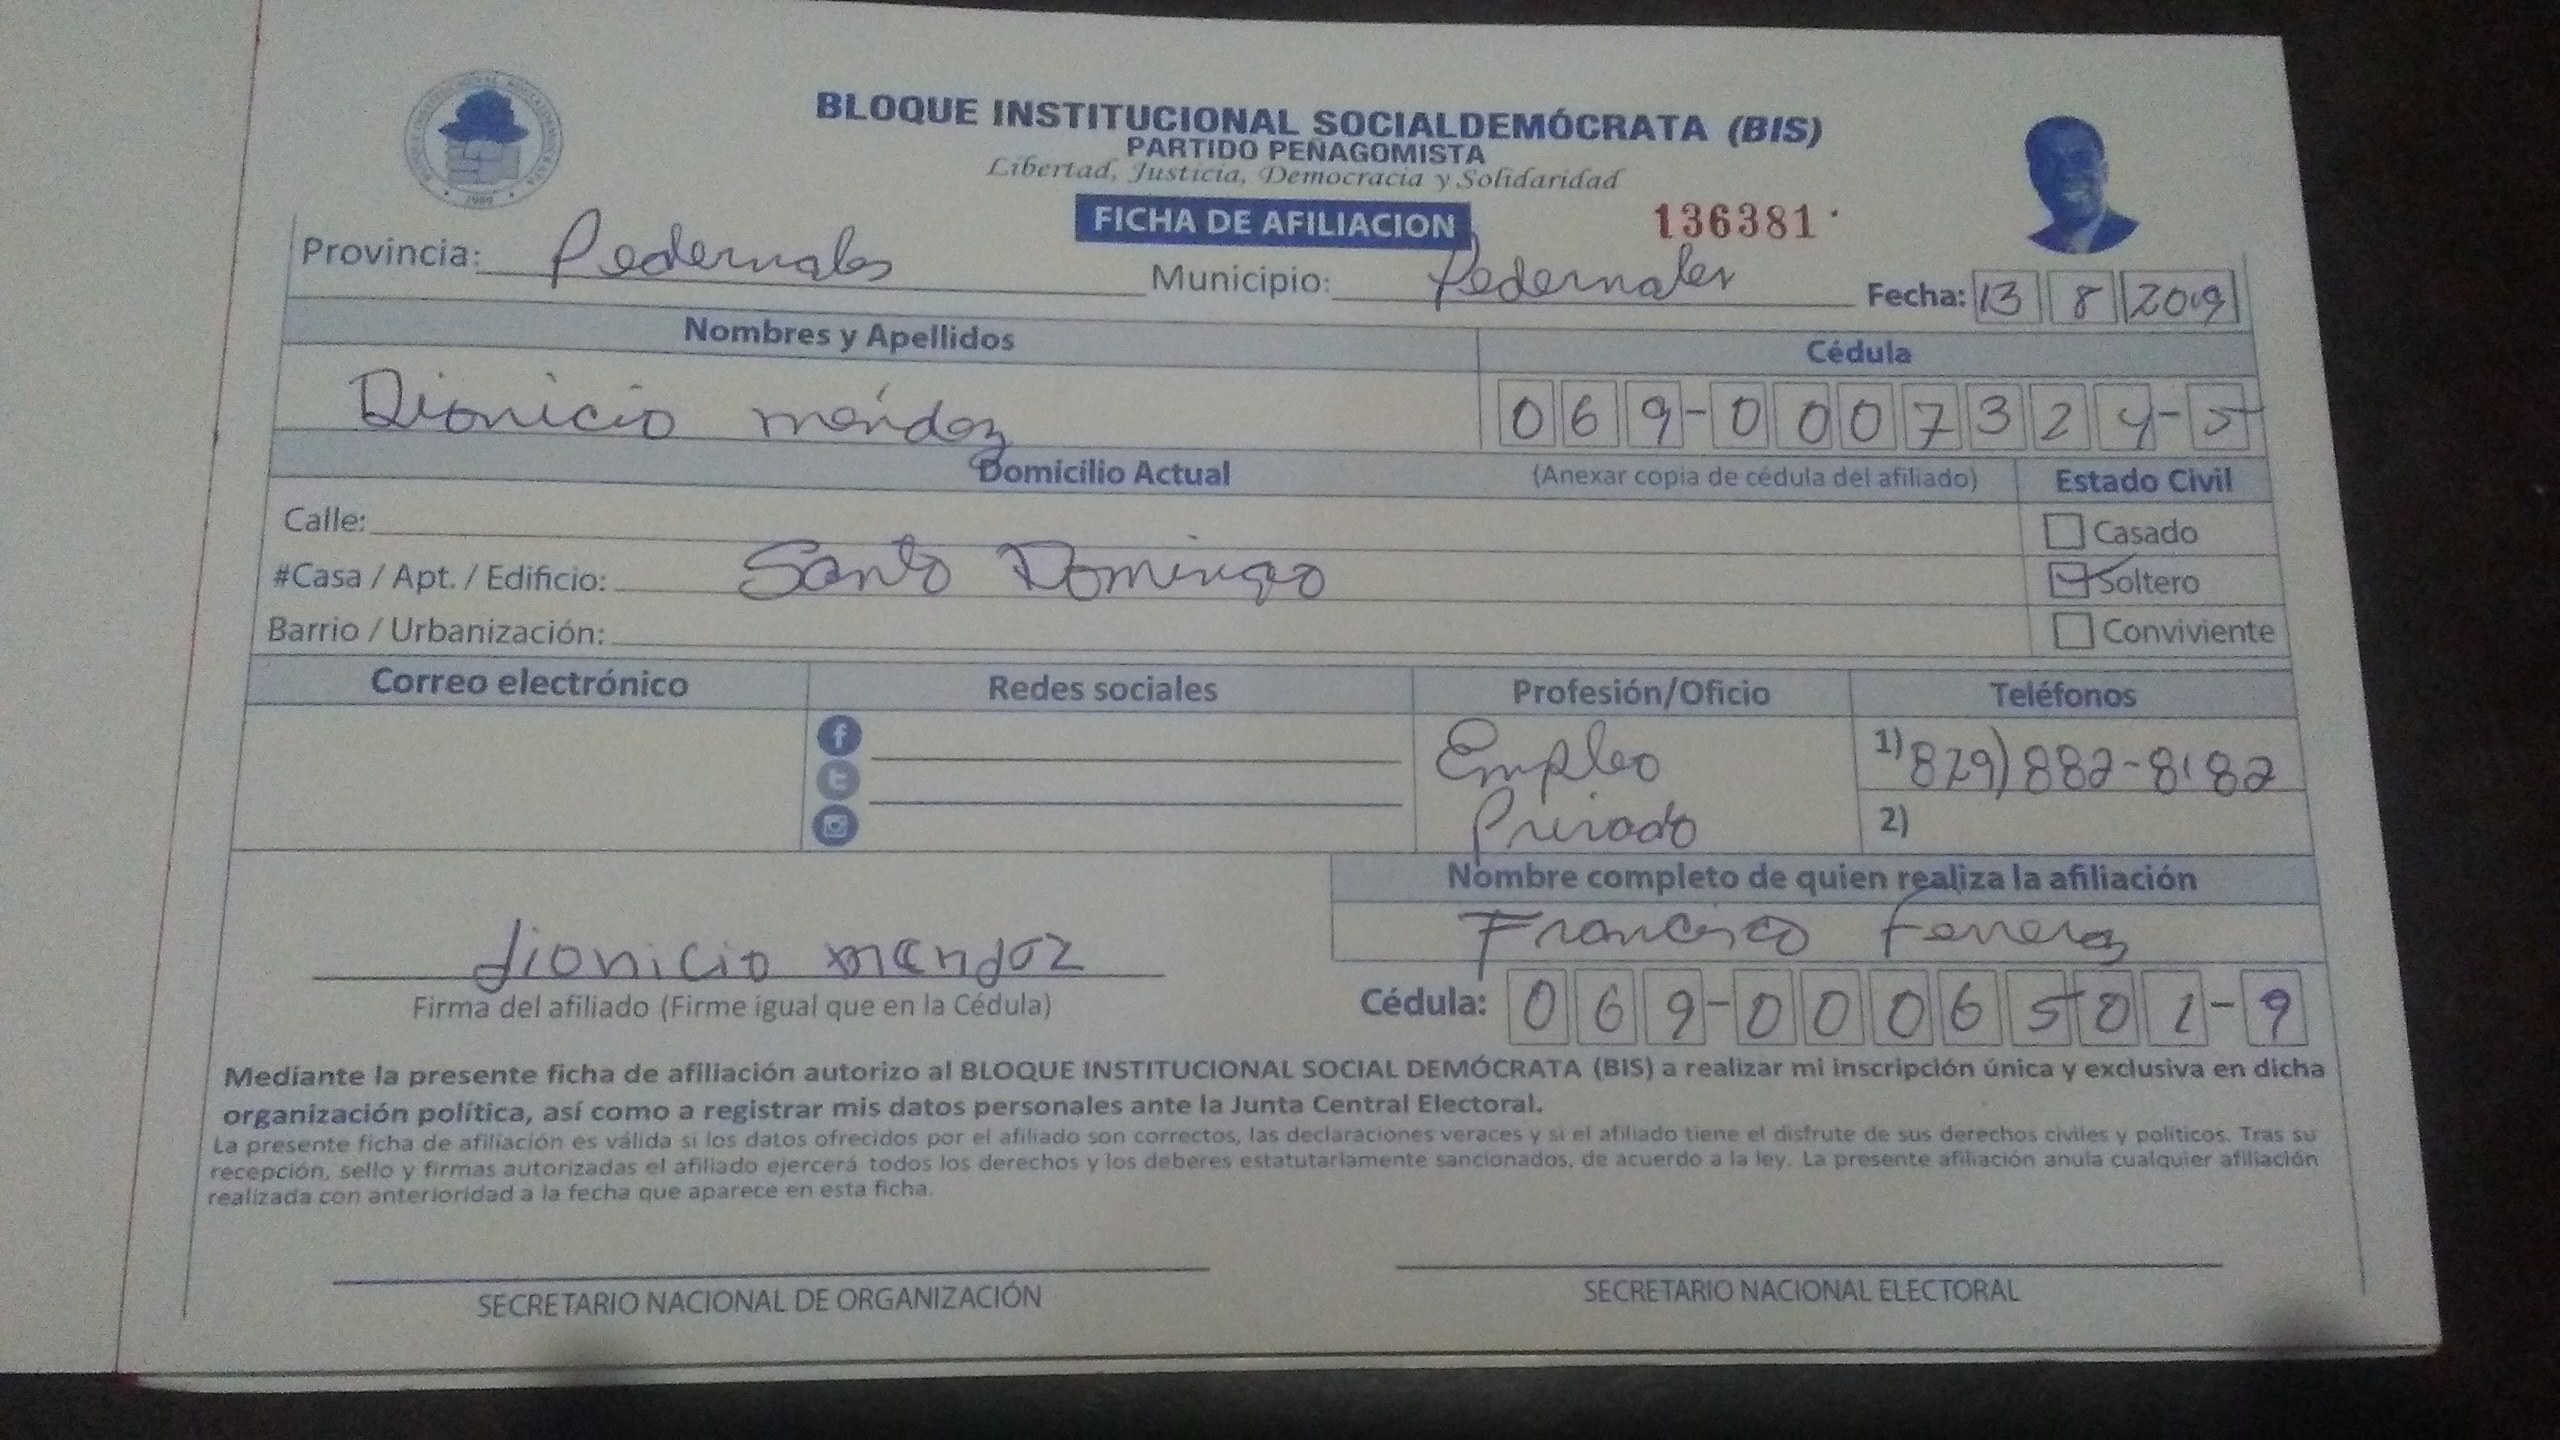 BLOQUE INSTITUCIONAL SOCIALDEMÓCRATA (BIS)
PARTIDO PEÑAGOMISTA
Libertad, Justicia, Democracia y Solidaridad
FICHA DE AFILIACION 136381
Provincia: Pedernales Municipio: Pedernales Fecha: 13 8 2019
Nombres y Apellidos Cédula
Dionicio méndoz 069-0007324-5
Domicilio Actual (Anexar copia de cédula del afiliado) Estado Civil
Calle: Casado
#Casa / Apt. / Edificio: Santo Domingo Soltero
Barrio / Urbanización: Conviviente
Correo electrónico Redes sociales Profesión/Oficio Teléfonos
Empleo Privado 1) 829) 882-8182
2)
Nombre completo de quien realiza la afiliación
dionicio mendoz Francisco Ferreras
Firma del afiliado (Firme igual que en la Cédula) Cédula: 069-0006501-9
Mediante la presente ficha de afiliación autorizo al BLOQUE INSTITUCIONAL SOCIAL DEMÓCRATA (BIS) a realizar mi inscripción única y exclusiva en dicha
organización política, así como a registrar mis datos personales ante la Junta Central Electoral.
La presente ficha de afiliación es válida si los datos ofrecidos por el afiliado son correctos, las declaraciones veraces y si el afiliado tiene el disfrute de sus derechos civiles y políticos. Tras su
recepción, sello y firmas autorizadas el afiliado ejercerá todos los derechos y los deberes estatutariamente sancionados, de acuerdo a la ley. La presente afiliación anula cualquier afiliación
realizada con anterioridad a la fecha que aparece en esta ficha.
SECRETARIO NACIONAL DE ORGANIZACIÓN SECRETARIO NACIONAL ELECTORAL